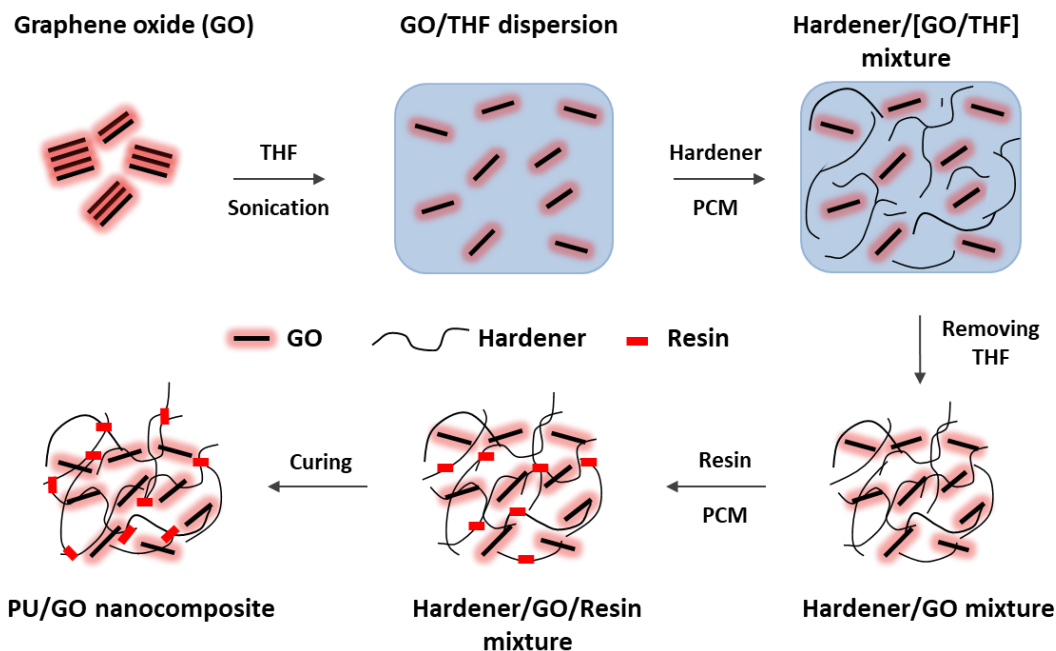 Graphene oxide (GO)
GO/THF dispersion
Hardener/[GO/THF]
mixture
THF
Sonication
Hardener
PCM
Removing
THF
GO
Hardener
Resin
Curing
Resin
PCM
PU/GO nanocomposite
Hardener/GO/Resin
mixture
Hardener/GO mixture